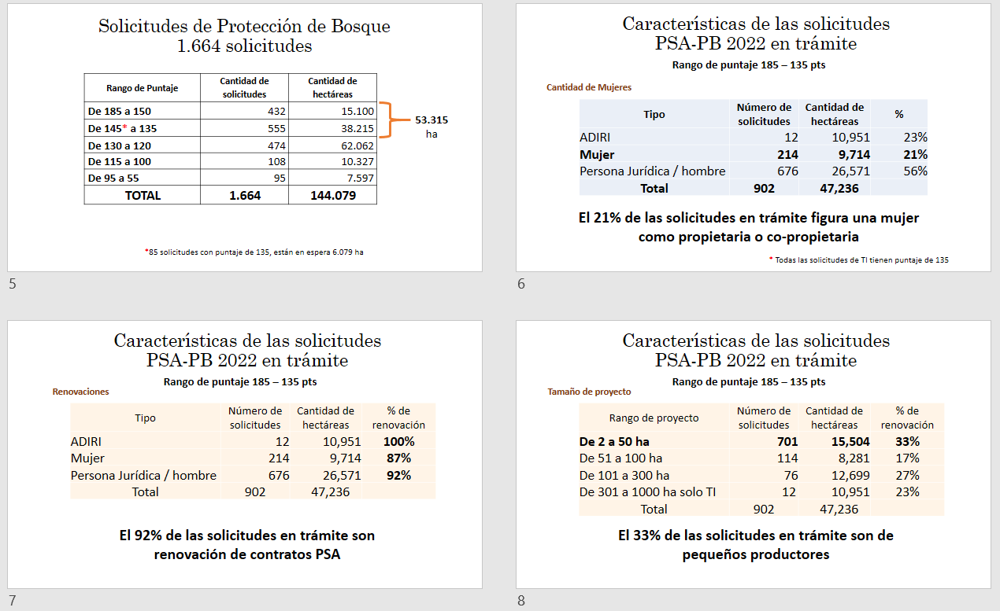 Solicitudes de Protección de Bosque
1.664 solicitudes
Rango de Puntaje Cantidad de solicitudes Cantidad de hectáreas
De 185 a 150 432 15.100
De 145* a 135 555 38.215
De 130 a 120 474 62.062
De 115 a 100 108 10.327
De 95 a 55 95 7.597
TOTAL 1.664 144.079
53.315
ha
*85 solicitudes con puntaje de 135, están en espera 6.079 ha
5
Características de las solicitudes
PSA-PB 2022 en trámite
Rango de puntaje 185 – 135 pts
Cantidad de Mujeres
Tipo Número de solicitudes Cantidad de hectáreas %
ADIRI 12 10,951 23%
Mujer 214 9,714 21%
Persona Jurídica / hombre 676 26,571 56%
Total 902 47,236
El 21% de las solicitudes en trámite figura una mujer
como propietaria o co-propietaria
* Todas las solicitudes de TI tienen puntaje de 135
6
Características de las solicitudes
PSA-PB 2022 en trámite
Rango de puntaje 185 – 135 pts
Renovaciones
Tipo Número de solicitudes Cantidad de hectáreas % de renovación
ADIRI 12 10,951 100%
Mujer 214 9,714 87%
Persona Jurídica / hombre 676 26,571 92%
Total 902 47,236
El 92% de las solicitudes en trámite son
renovación de contratos PSA
7
Características de las solicitudes
PSA-PB 2022 en trámite
Rango de puntaje 185 – 135 pts
Tamaño de proyecto
Rango de proyecto Número de solicitudes Cantidad de hectáreas % de renovación
De 2 a 50 ha 701 15,504 33%
De 51 a 100 ha 114 8,281 17%
De 101 a 300 ha 76 12,699 27%
De 301 a 1000 ha solo TI 12 10,951 23%
Total 902 47,236
El 33% de las solicitudes en trámite son de
pequeños productores
8